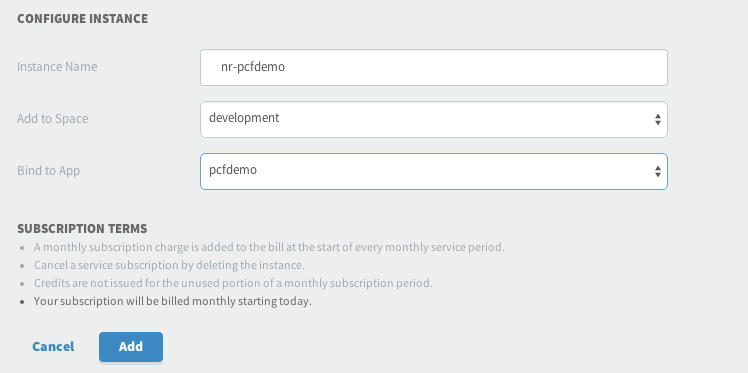 CONFIGURE INSTANCE
Instance Name
nr-pcfdemo
Add to Space
development
Bind to App
pcfdemo
SUBSCRIPTION TERMS
• A monthly subscription charge is added to the bill at the start of every monthly service period.
• Cancel a service subscription by deleting the instance.
• Credits are not issued for the unused portion of a monthly subscription period.
• Your subscription will be billed monthly starting today.
Cancel
Add